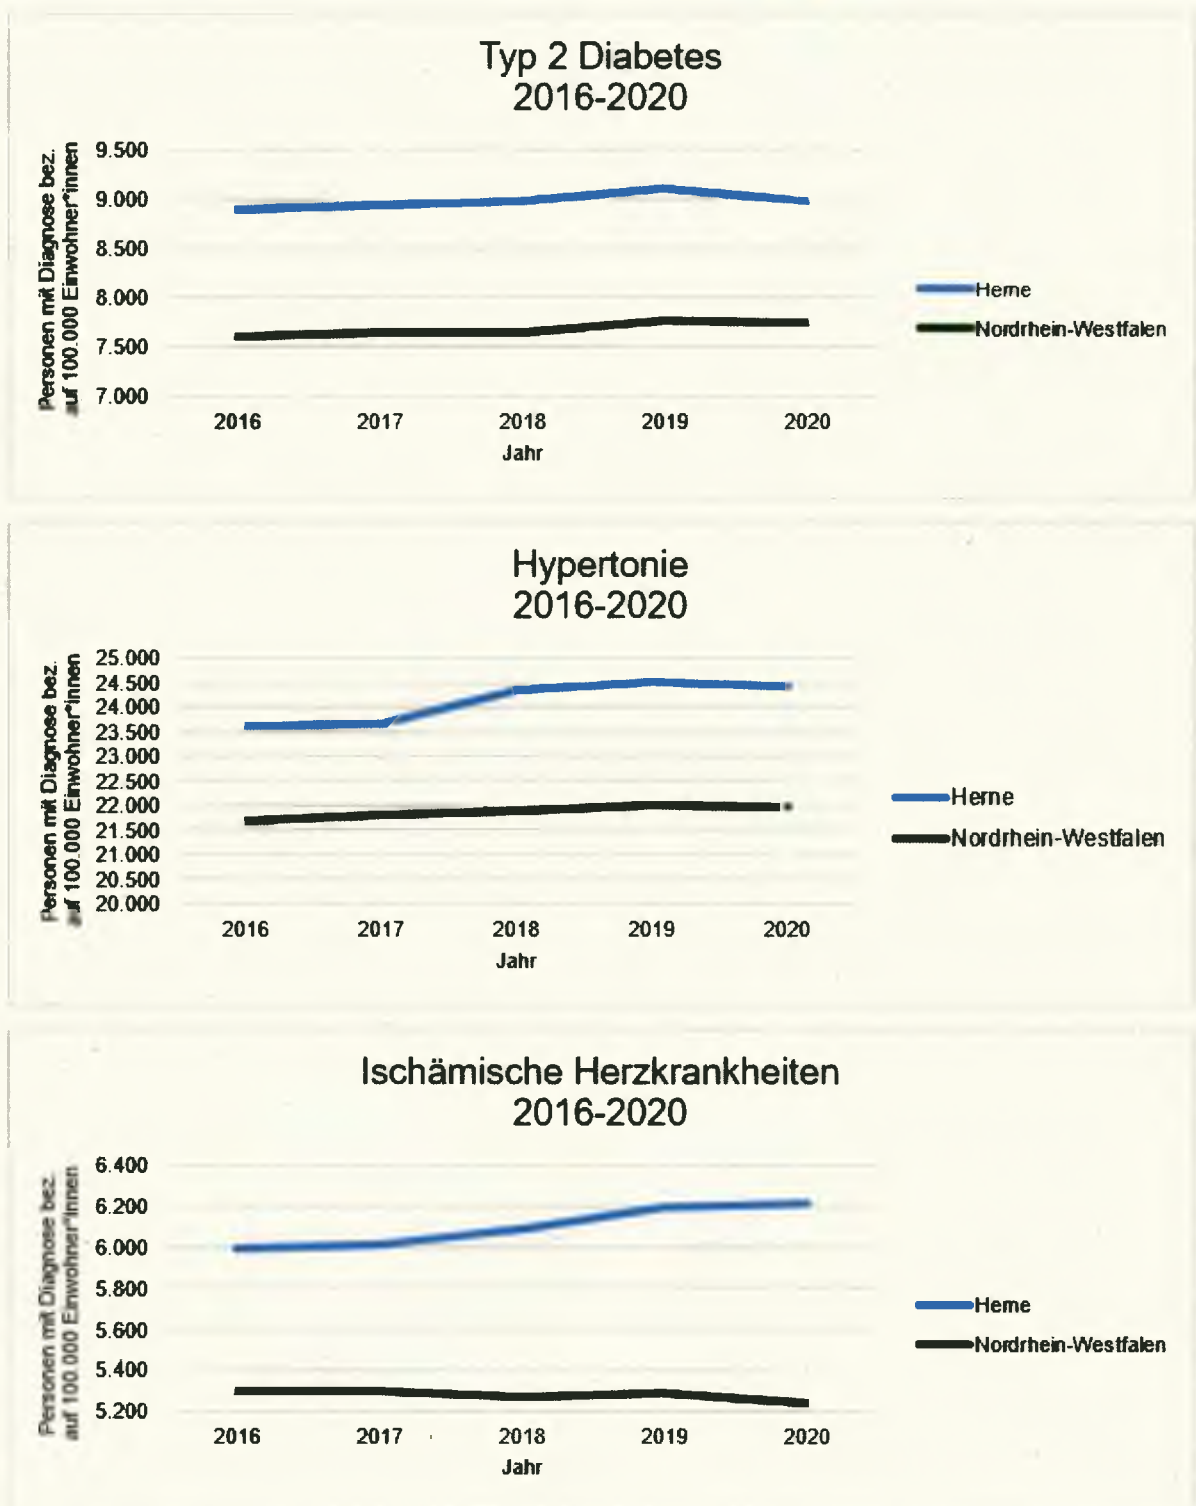 Typ 2 Diabetes
2016-2020
Personen mit Diagnose bez.
auf 100.000 Einwohner*innen
9.500
9.000
8.500
8.000
7.500
7.000
2016 2017 2018 2019 2020
Jahr
Herne
Nordrhein-Westfalen
Hypertonie
2016-2020
Personen mit Diagnose bez.
auf 100.000 Einwohner*innen
25.000
24.500
24.000
23.500
23.000
22.500
22.000
21.500
21.000
20.500
20.000
2016 2017 2018 2019 2020
Jahr
Herne
Nordrhein-Westfalen
Ischämische Herzkrankheiten
2016-2020
Personen mit Diagnose bez.
auf 100.000 Einwohner*innen
6.400
6.200
6.000
5.800
5.600
5.400
5.200
2016 2017 2018 2019 2020
Jahr
Herne
Nordrhein-Westfalen